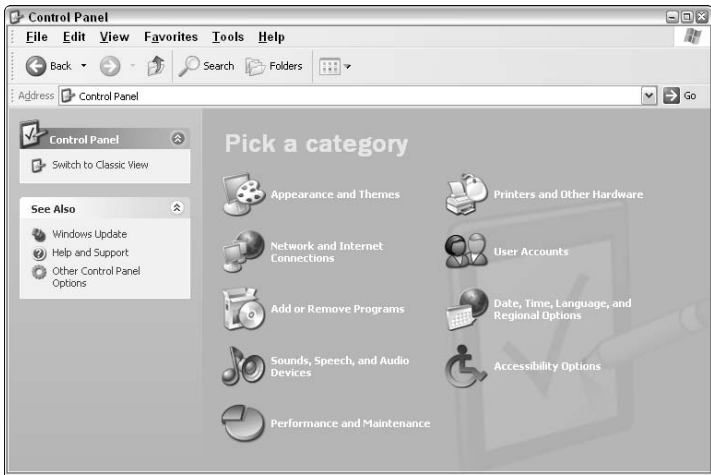 Control Panel
File Edit View Favorites Tools Help
Back Search Folders
Address Control Panel Go
Control Panel
Switch to Classic View
See Also
Windows Update
Help and Support
Other Control Panel
Options
Pick a category
Appearance and Themes
Printers and Other Hardware
Network and Internet
Connections
User Accounts
Add or Remove Programs
Date, Time, Language, and
Regional Options
Sounds, Speech, and Audio
Devices
Accessibility Options
Performance and Maintenance